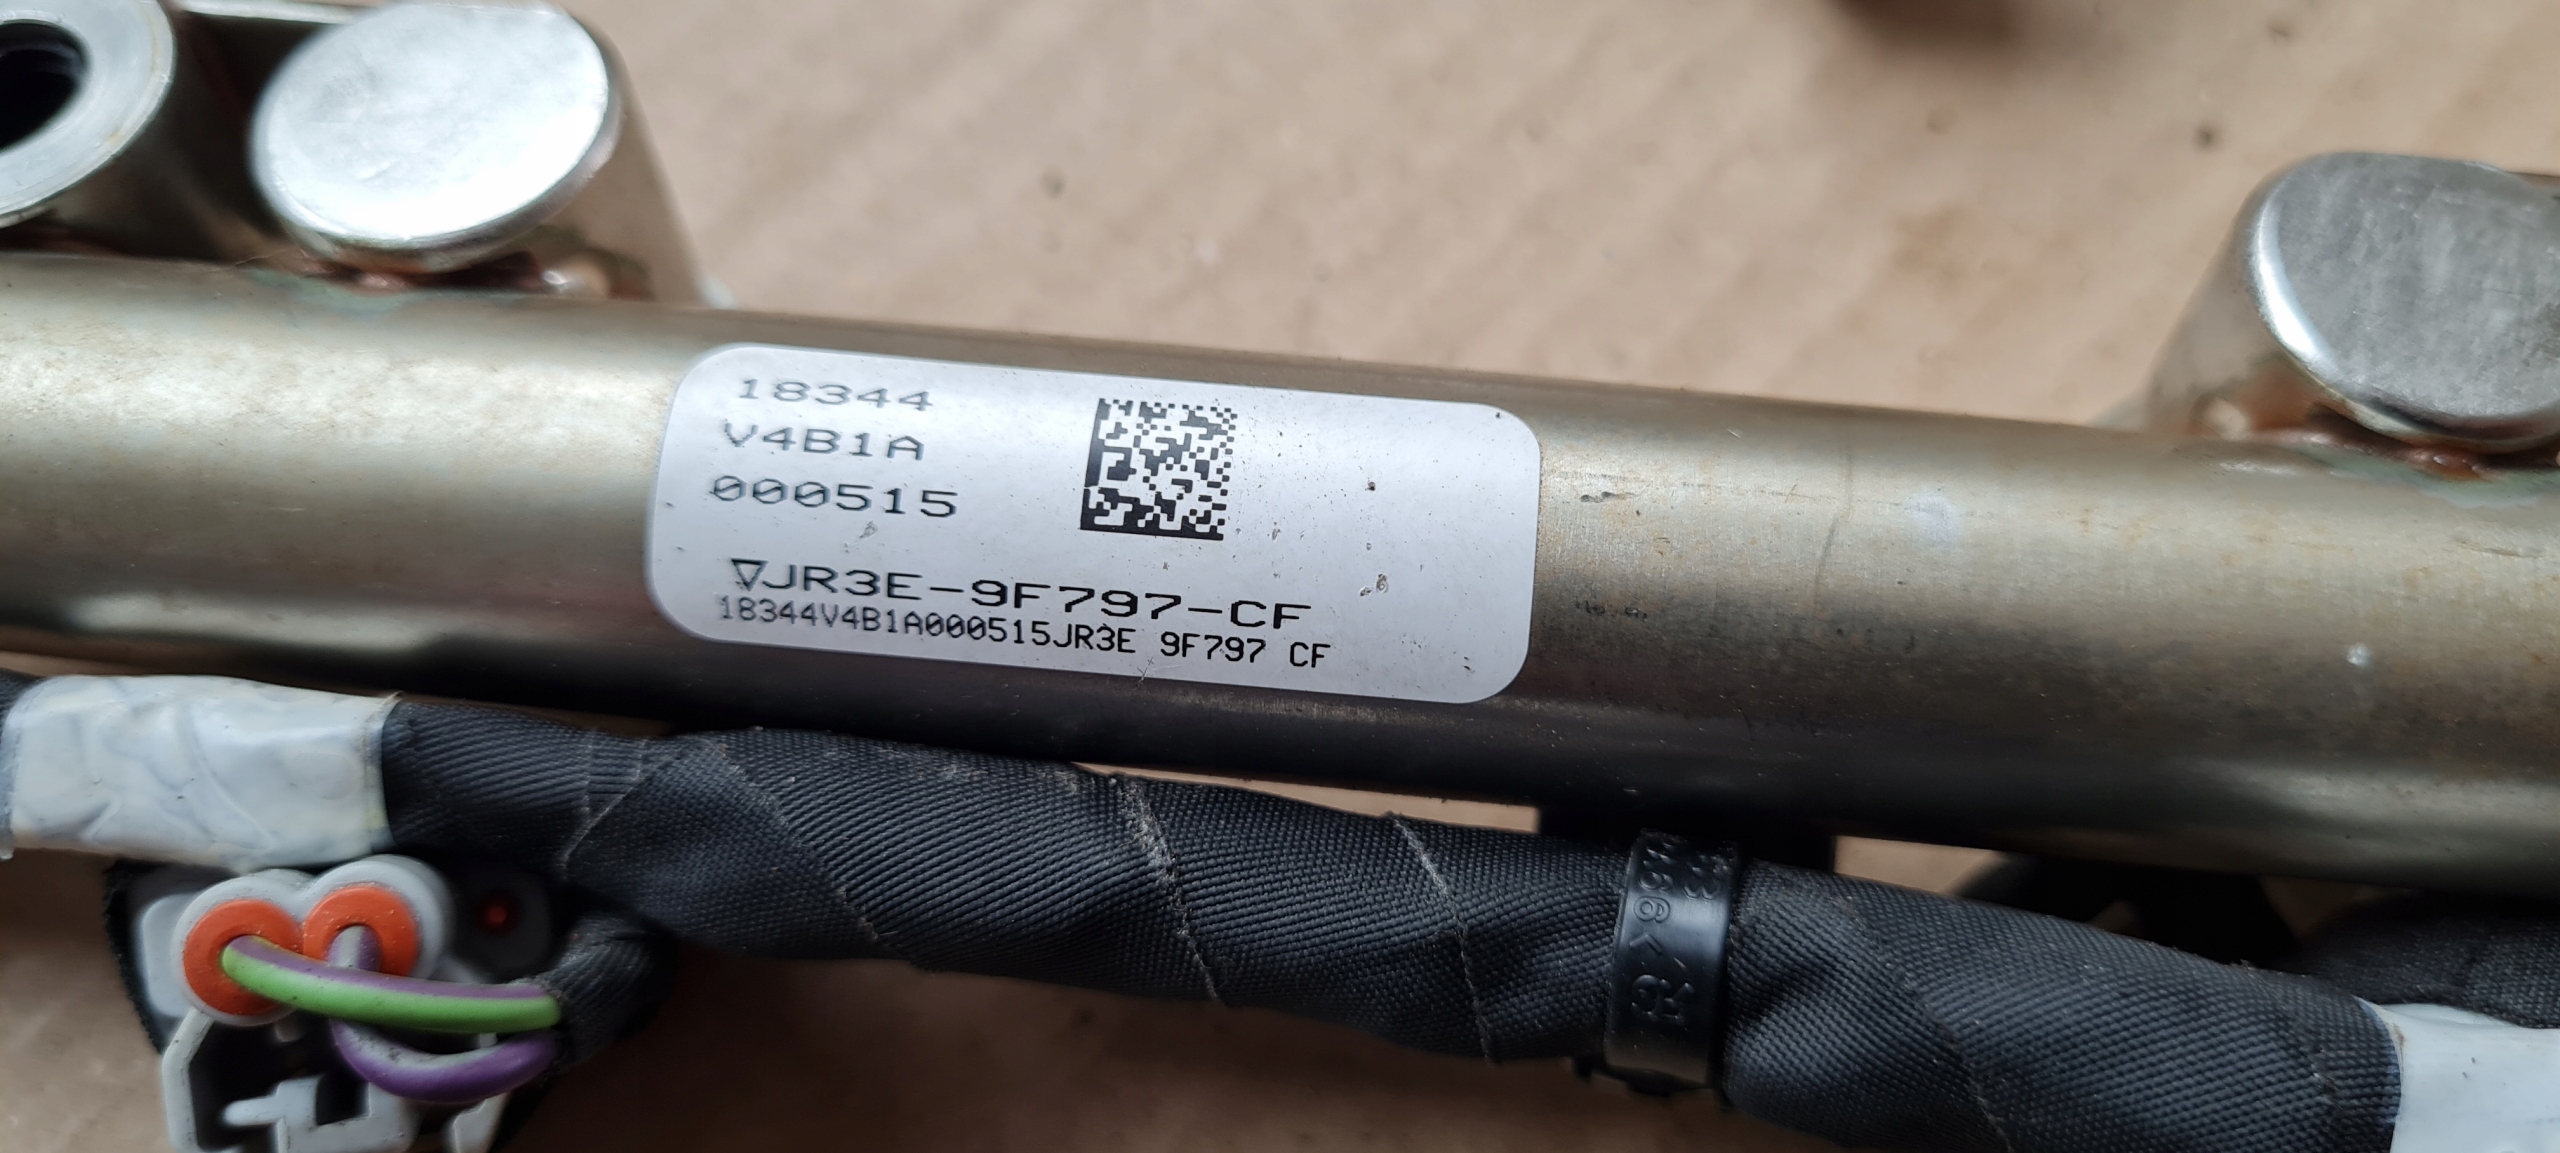 18344
V4B1A
000515
▽JR3E-9F797-CF
18344V4B1A000515JR3E 9F797 CF